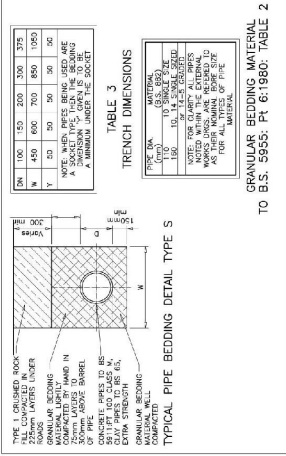 TYPE 1 CRUSHED ROCK
FILL COMPACTED IN
225mm LAYERS UNDER
ROADS
GRANULAR BEDDING
MATERIAL LIGHTLY
COMPACTED BY HAND IN
75mm LAYERS TO
300mm ABOVE BARREL
OF PIPE
CONCRETE PIPES TO BS
5911:PT 100 CLASS M,
CLAY PIPES TO BS 65,
EXTRA STRENGTH
GRANULAR BEDDING
MATERIAL WELL
COMPACTED
Varies
300 min
D
150 min
W
TYPICAL PIPE BEDDING DETAIL TYPE S
DN 100 150 200 300 375
W 450 600 700 850 1050
Y 50 50 50 50 50
NOTE: WHEN PIPES BEING USED ARE
A SOCKET TYPE, THEN THE BEDDING
DIMENSION "Y" GIVEN IS TO BE
A MINIMUM UNDER THE SOCKET
TABLE 3
TRENCH DIMENSIONS
PIPE DIA MATERIAL
(mm) (B.S. 882)
10 SINGLE SIZE
150 10, 14 SINGLE SIZED
or 14-5 GRADED
NOTE: FOR CLARITY ALL PIPES
NOTED WITHIN THE EXTERNAL
WORKS DRGS. ARE REFERED TO
AS THEIR NOMINAL BORE SIZE
FOR ALL TYPES OF PIPE
MATERIAL
GRANULAR BEDDING MATERIAL
TO B.S. 5955: Pt 6:1980: TABLE 2